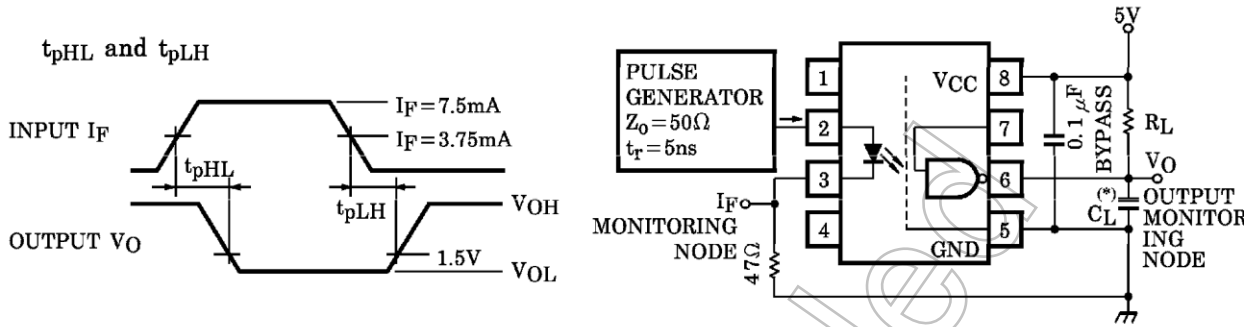 tpHL and tpLH
INPUT IF
IF=7.5mA
IF=3.75mA
tpHL
tpLH
OUTPUT VO
VOH
1.5V
VOL
5V
PULSE
GENERATOR
ZO=50Ω
tr=5ns
1
2
3
4
VCC
8
7
6
5
GND
0.1 μF
BYPASS
RL
VO
(*)
CL
OUTPUT
MONITOR
ING
NODE
IF
MONITORING
NODE
47Ω